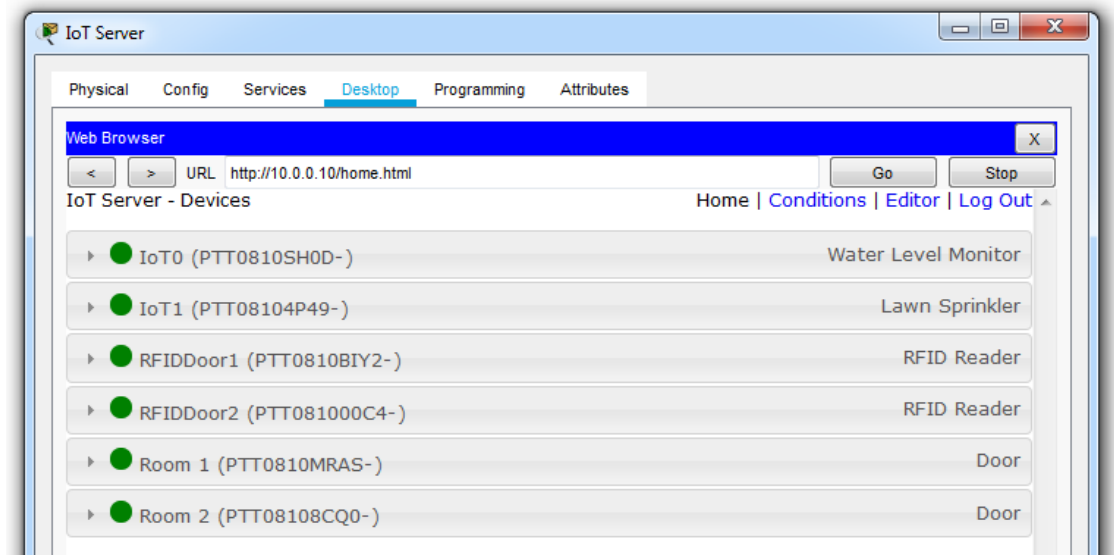 IoT Server
Physical Config Services Desktop Programming Attributes
Web Browser X
< > URL http://10.0.0.10/home.html Go Stop
IoT Server - Devices Home | Conditions | Editor | Log Out
IoT0 (PTT0810SH0D-) Water Level Monitor
IoT1 (PTT08104P49-) Lawn Sprinkler
RFIDDoor1 (PTT0810BIY2-) RFID Reader
RFIDDoor2 (PTT081000C4-) RFID Reader
Room 1 (PTT0810MRAS-) Door
Room 2 (PTT08108CQ0-) Door